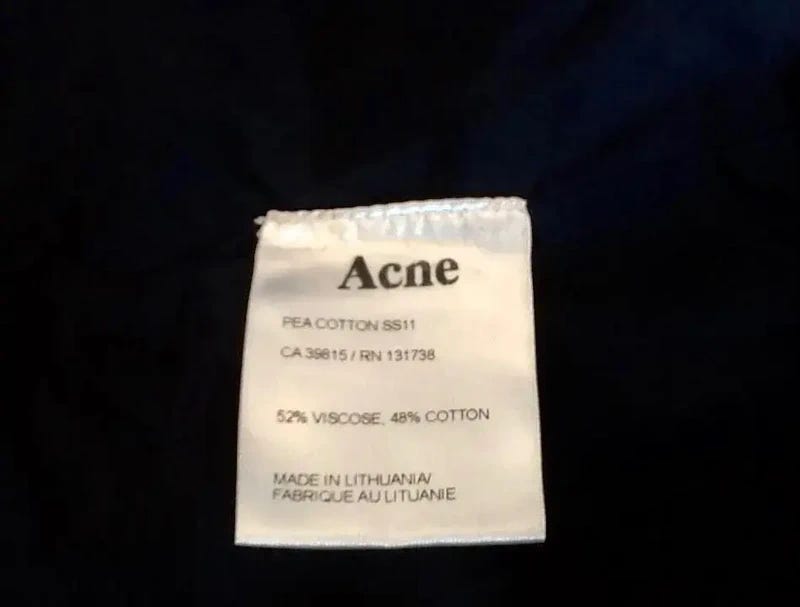 Acne
PEA COTTON SS11
CA 39815 / RN 131738
52% VISCOSE, 48% COTTON
MADE IN LITHUANIA/
FABRIQUE AU LITUANIE